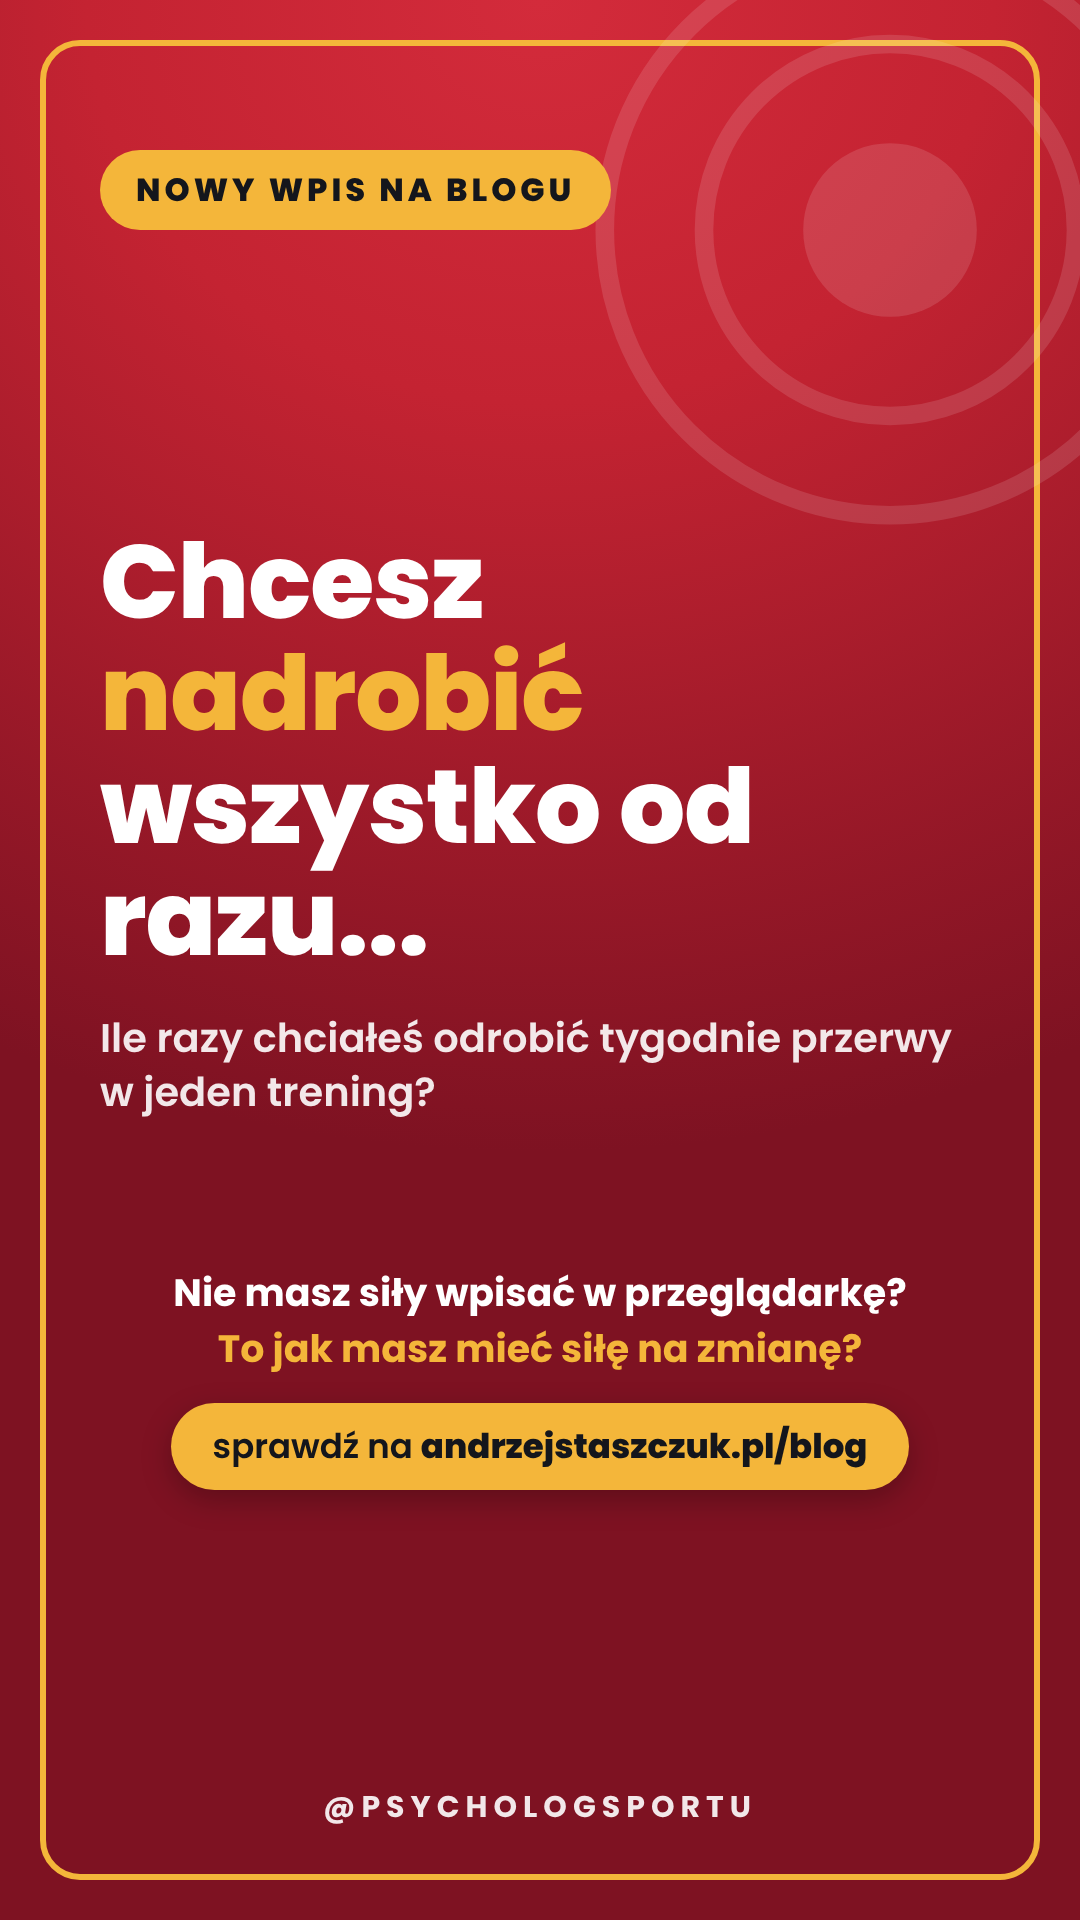 NOWY WPIS NA BLOGU
Chcesz
nadrobić
wszystko od
razu...
Ile razy chciałeś odrobić tygodnie przerwy
w jeden trening?
Nie masz siły wpisać w przeglądarkę?
To jak masz mieć siłę na zmianę?
sprawdź na andrzejstaszczuk.pl/blog
@PSYCHOLOGSPORTU